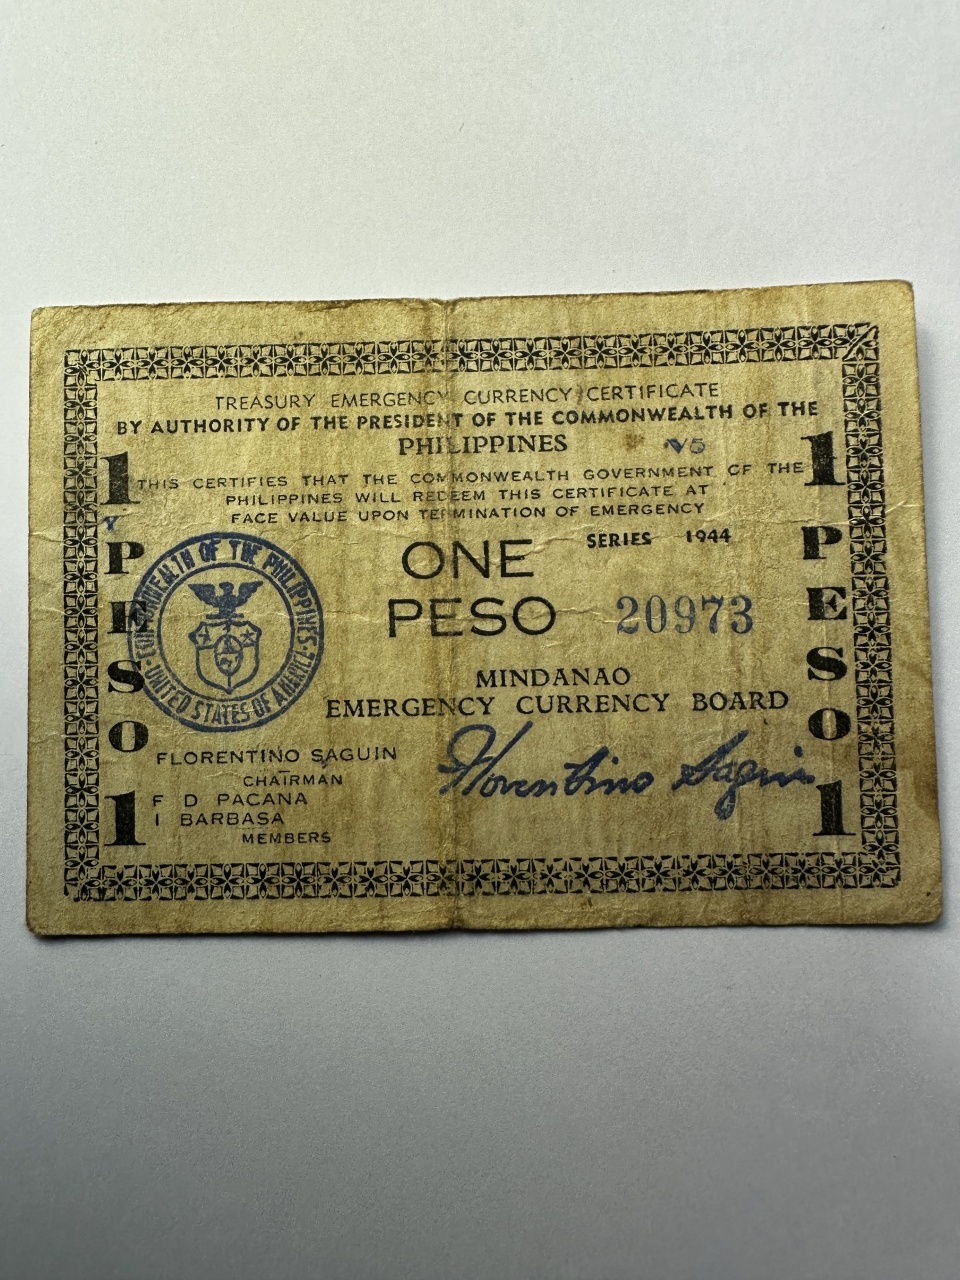 TREASURY EMERGENCY CURRENCY CERTIFICATE
BY AUTHORITY OF THE PRESIDENT OF THE COMMONWEALTH OF THE
PHILIPPINES
THIS CERTIFIES THAT THE COMMONWEALTH GOVERNMENT OF THE
PHILIPPINES WILL REDEEM THIS CERTIFICATE AT
FACE VALUE UPON TERMINATION OF EMERGENCY
SERIES 1944
ONE
PESO
20973
MINDANAO
EMERGENCY CURRENCY BOARD
Florentino Saguin
FLORENTINO SAGUIN
CHAIRMAN
F D PACANA
I BARBASA
MEMBERS
1
PESO
1
1
PESO
1
COMMONWEALTH OF THE PHILIPPINES
UNITED STATES OF AMERICA